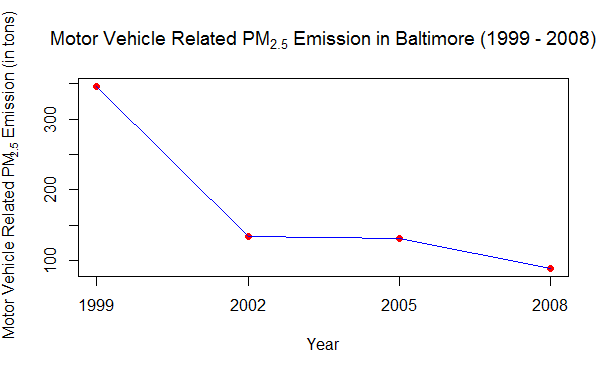 Motor Vehicle Related PM2.5 Emission in Baltimore (1999 - 2008)
Motor Vehicle Related PM2.5 Emission (in tons)
300
200
100
1999 2002 2005 2008
Year